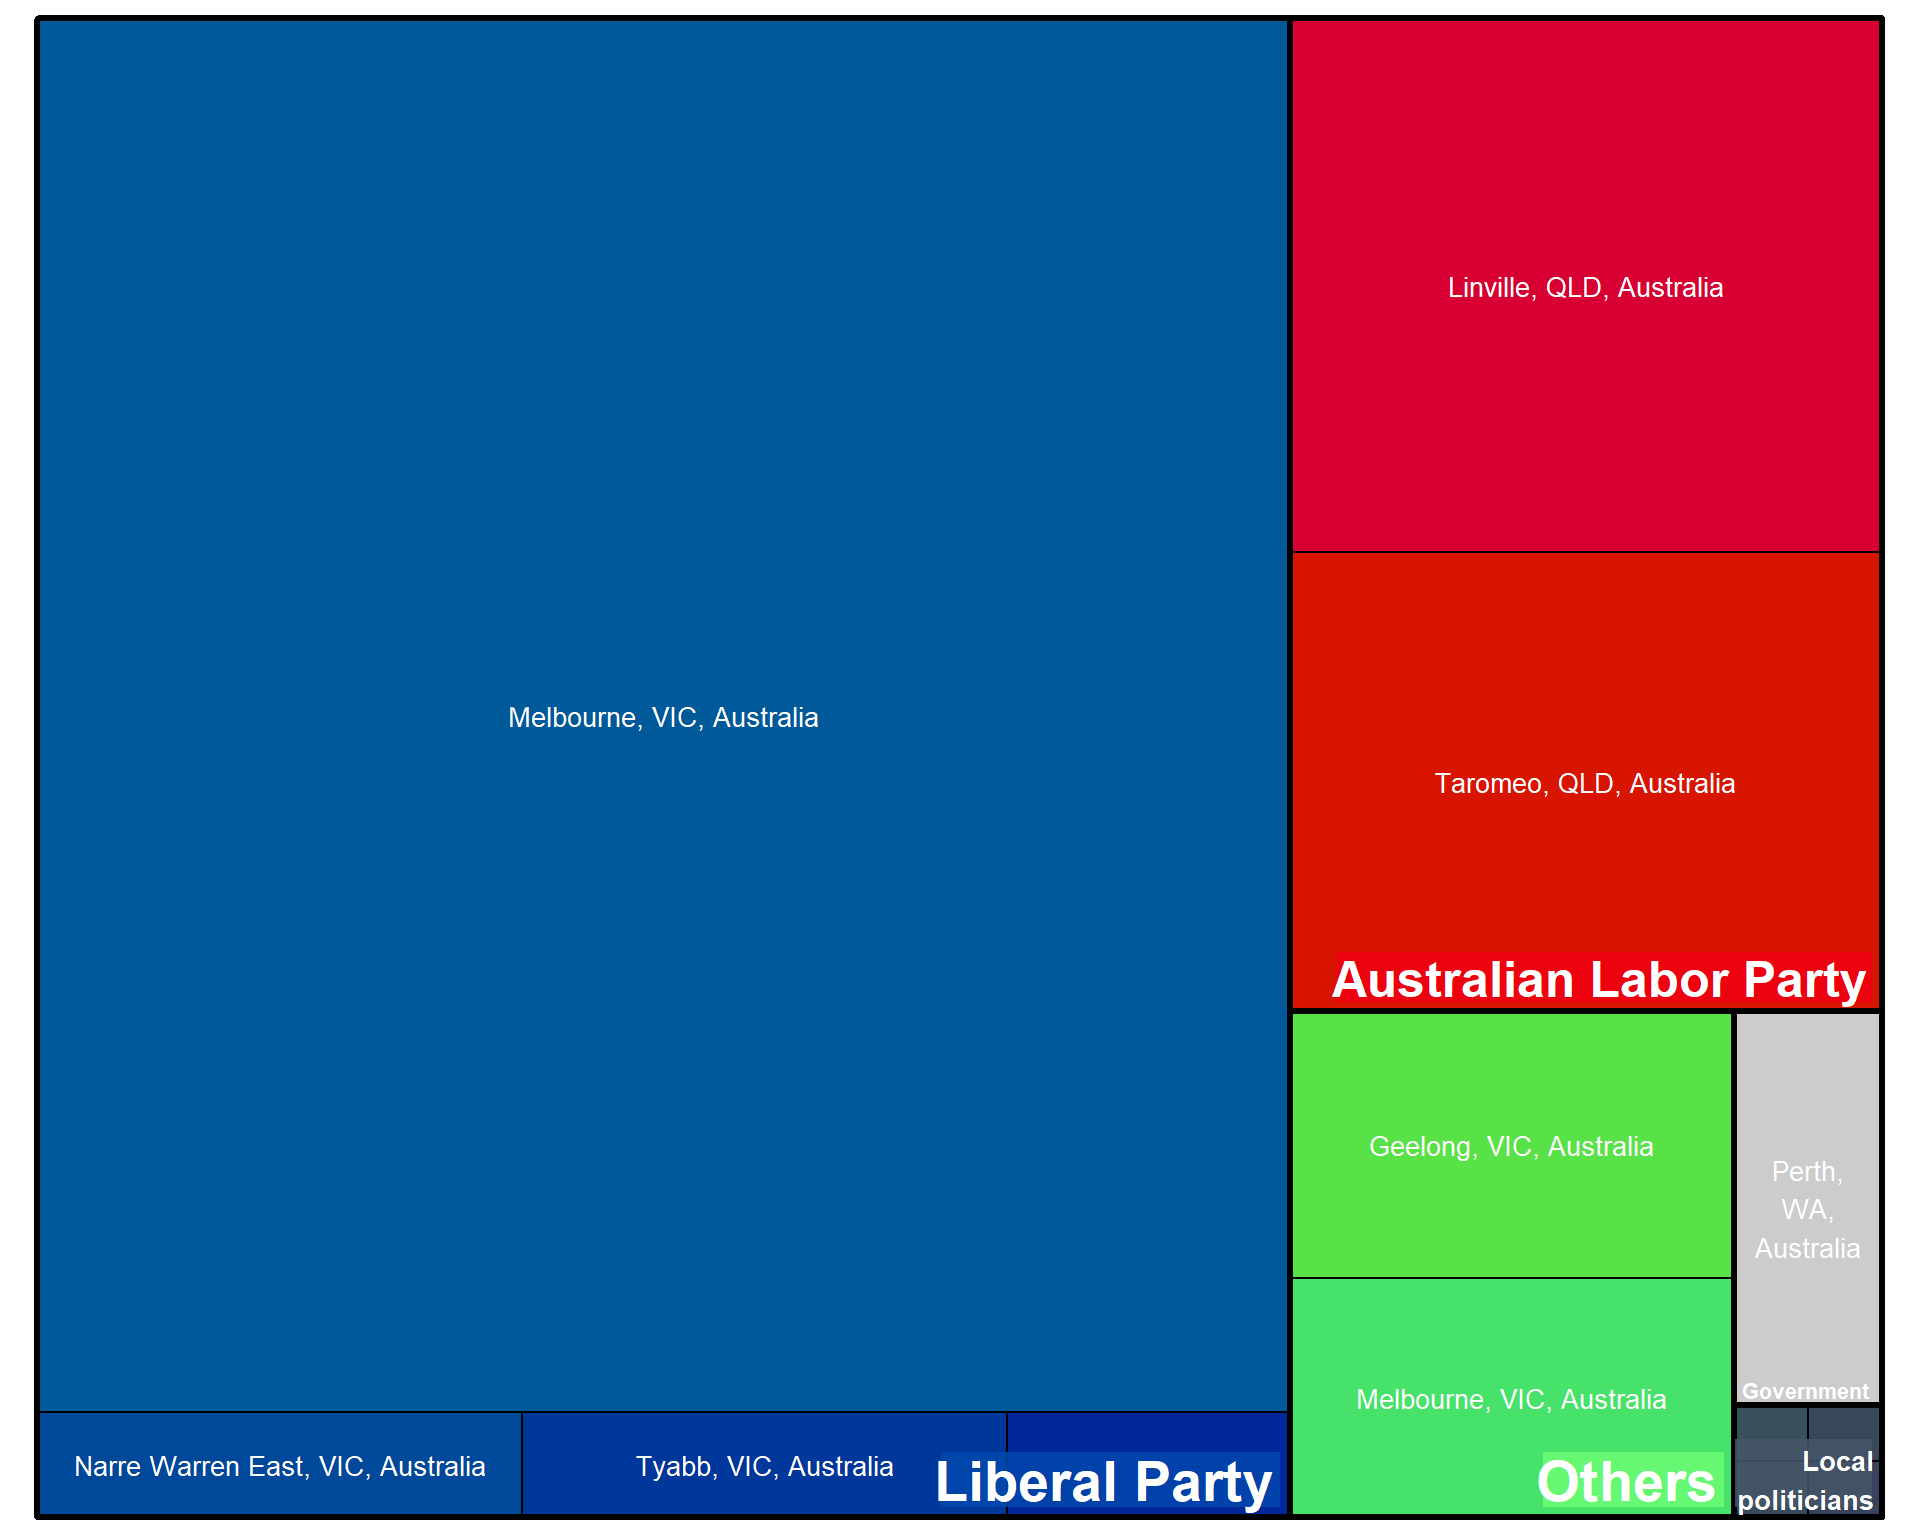 Melbourne, VIC, Australia
Narre Warren East, VIC, Australia
Tyabb, VIC, Australia
Liberal Party
Linville, QLD, Australia
Taromeo, QLD, Australia
Australian Labor Party
Geelong, VIC, Australia
Melbourne, VIC, Australia
Others
Perth,
WA,
Australia
Government
Local
politicians